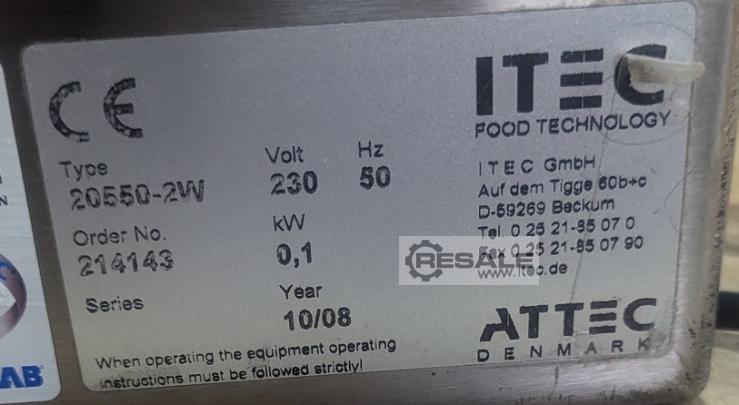 CE
ITEC
FOOD TECHNOLOGY
Type
20550-2W
Volt
230
Hz
50
Order No.
214143
kW
0,1
Series
Year
10/08
When operating the equipment operating
instructions must be followed strictly!
ITEC GmbH
Auf dem Tigge 60b+c
D-59269 Beckum
Tel. 0 25 21-85 07 0
Fax 0 25 21-85 07 90
www.itec.de
RESALE
ATTEC
DENMARK
N
AB